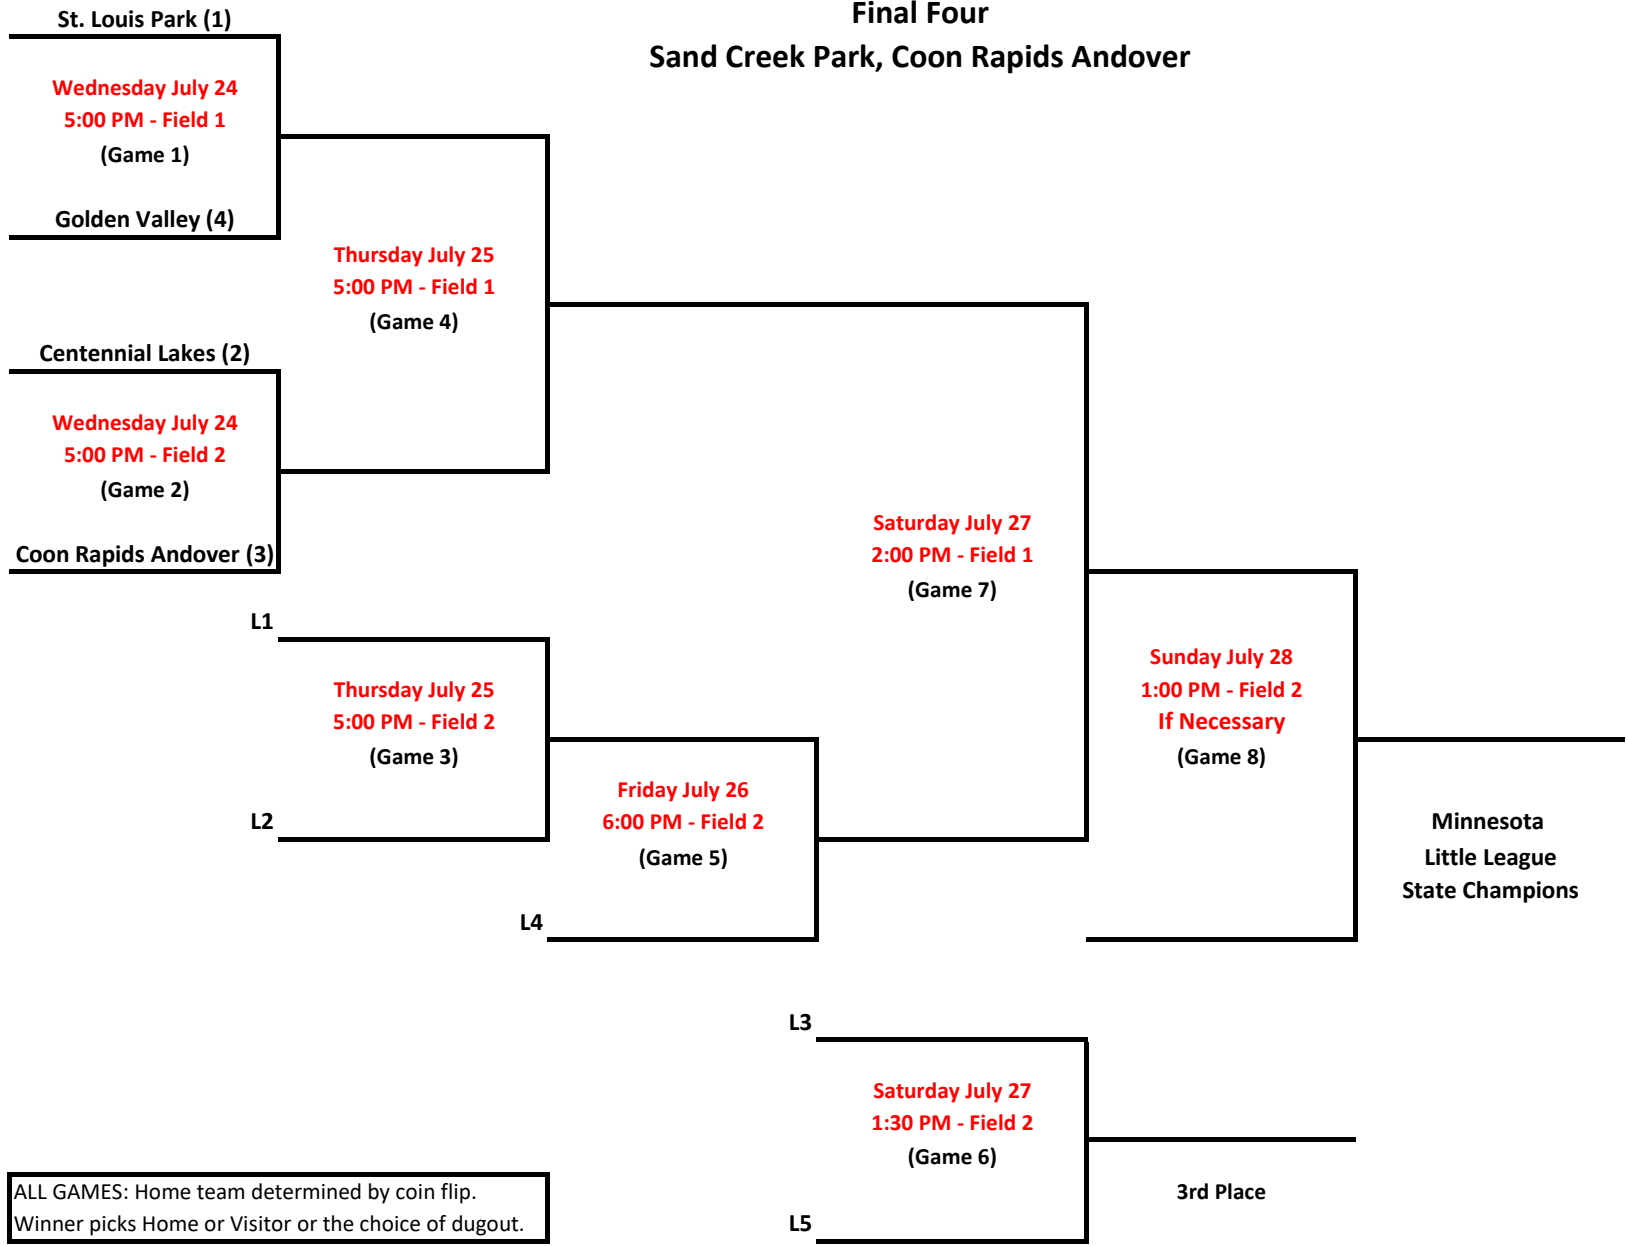 Final Four
Sand Creek Park, Coon Rapids Andover
St. Louis Park (1)
Wednesday July 24
5:00 PM - Field 1
(Game 1)
Golden Valley (4)
Thursday July 25
5:00 PM - Field 1
(Game 4)
Centennial Lakes (2)
Wednesday July 24
5:00 PM - Field 2
(Game 2)
Coon Rapids Andover (3)
Saturday July 27
2:00 PM - Field 1
(Game 7)
L1
Thursday July 25
5:00 PM - Field 2
(Game 3)
L2
Sunday July 28
1:00 PM - Field 2
If Necessary
(Game 8)
Friday July 26
6:00 PM - Field 2
(Game 5)
L4
Minnesota
Little League
State Champions
L3
Saturday July 27
1:30 PM - Field 2
(Game 6)
L5
3rd Place
ALL GAMES: Home team determined by coin flip.
Winner picks Home or Visitor or the choice of dugout.